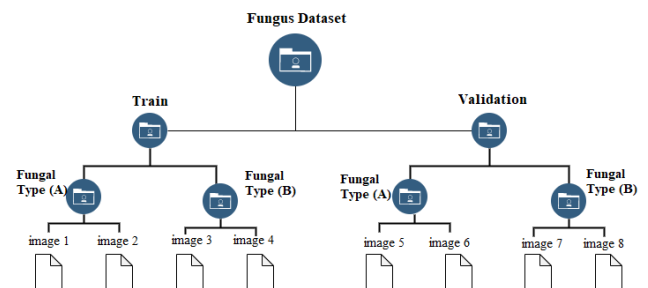 Fungus Dataset
Train
Validation
Fungal
Type (A)
Fungal
Type (B)
Fungal
Type (A)
Fungal
Type (B)
image 1
image 2
image 3
image 4
image 5
image 6
image 7
image 8